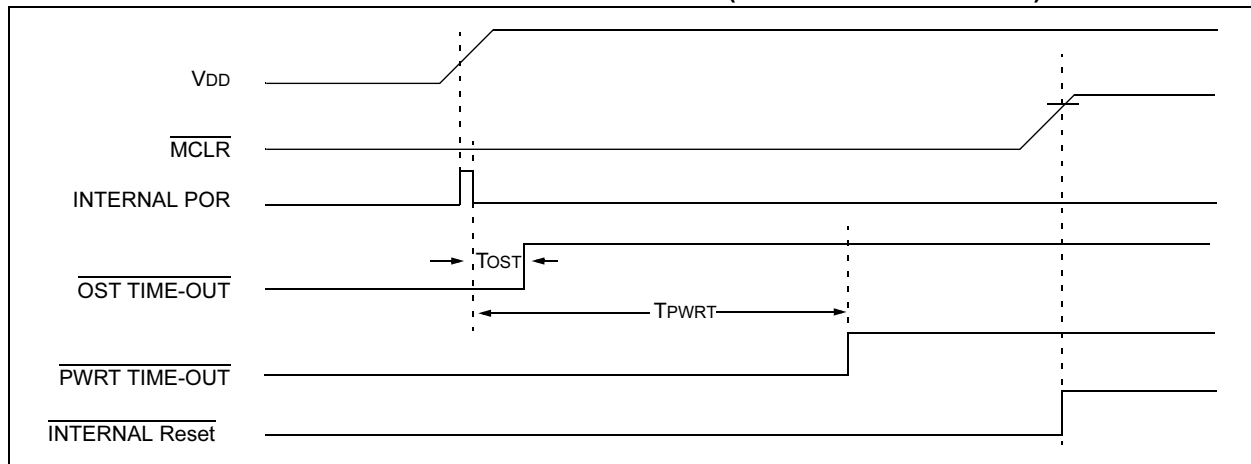 VDD
MCLR
INTERNAL POR
TOST
OST TIME-OUT
TPWRT
PWRT TIME-OUT
INTERNAL Reset